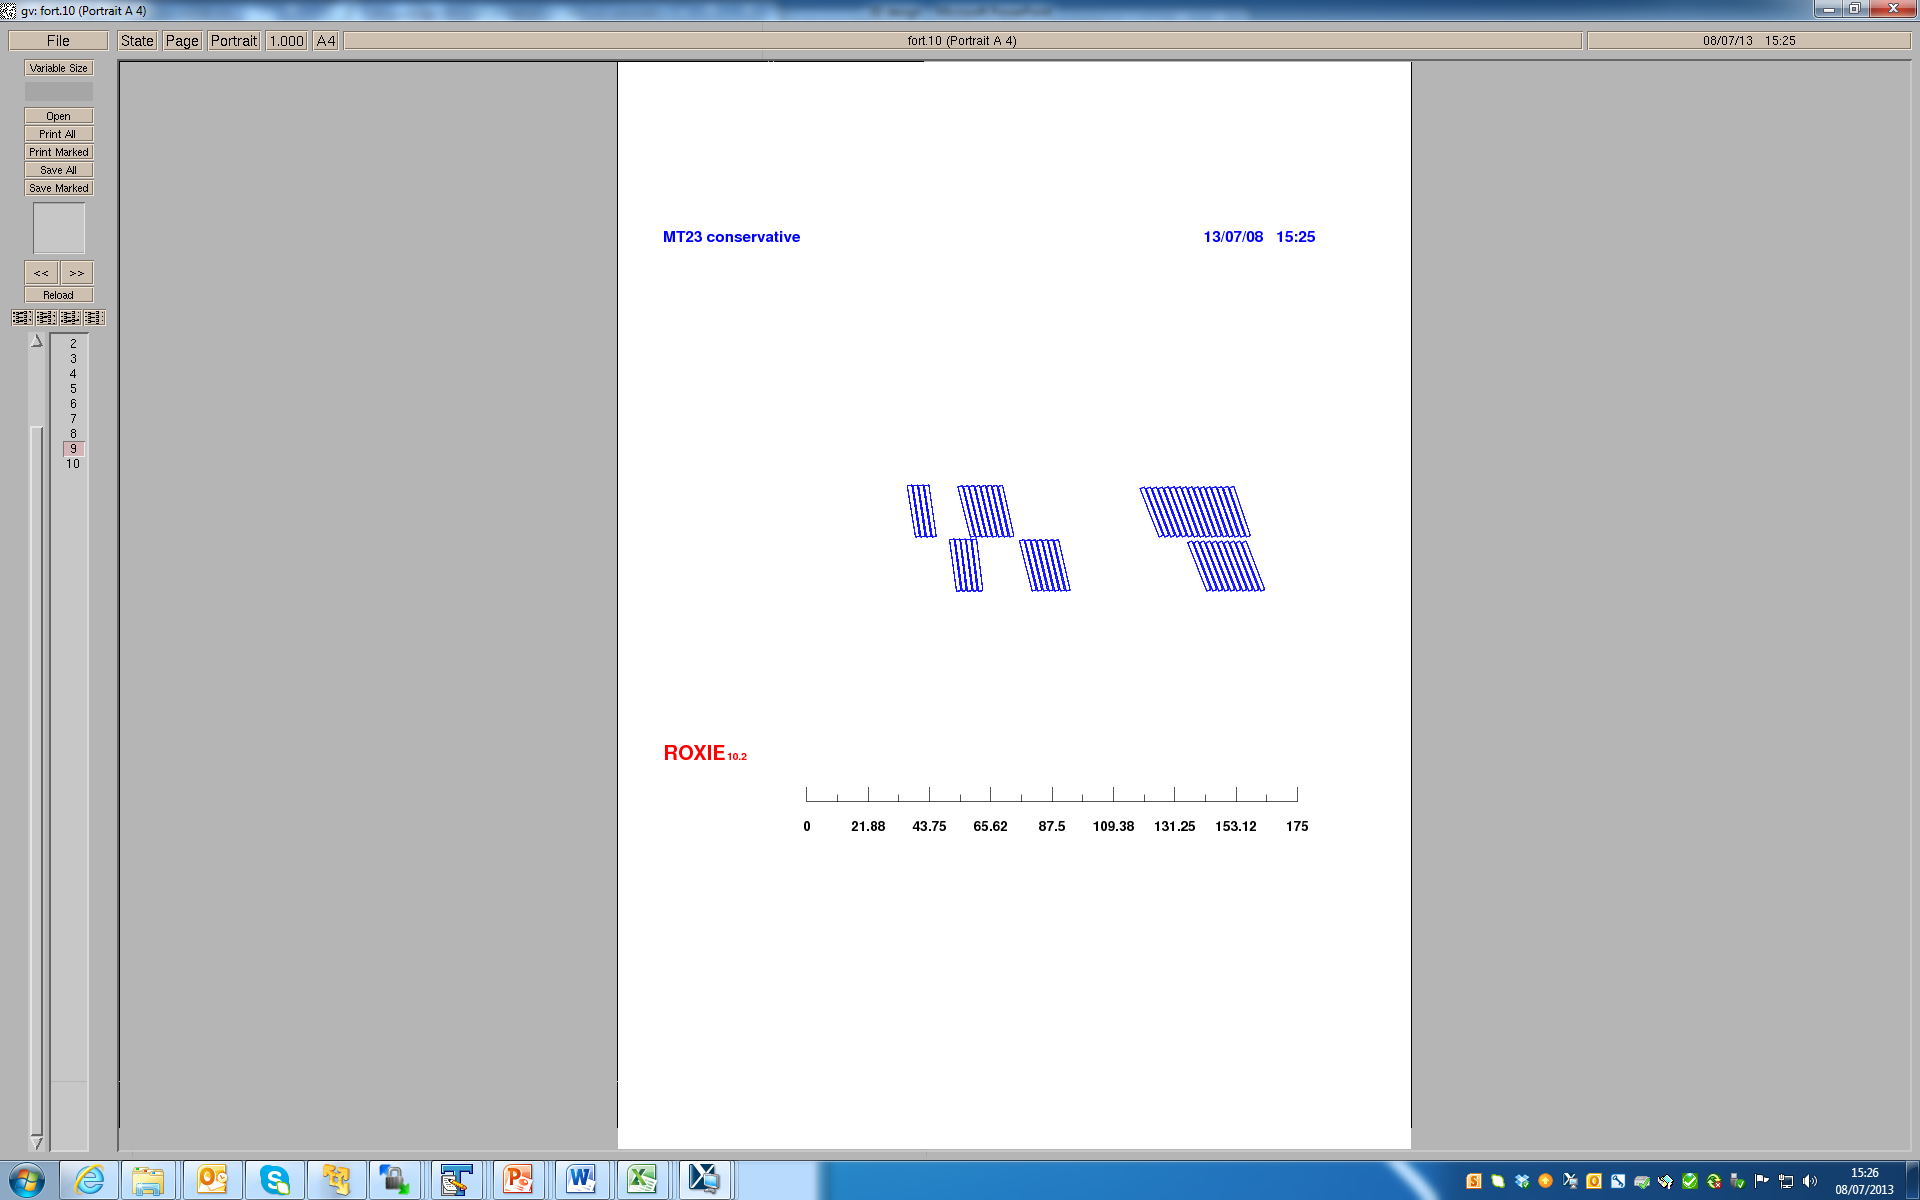 gv: fort.10 (Portrait A 4)
File State Page Portrait 1.000 A4 fort.10 (Portrait A 4) 08/07/13 15:25
Variable Size
Open
Print All
Print Marked
Save All
Save Marked
<< >>
Reload
2
3
4
5
6
7
8
9
10
MT23 conservative 13/07/08 15:25
ROXIE 10.2
0 21.88 43.75 65.62 87.5 109.38 131.25 153.12 175
15:26
08/07/2013